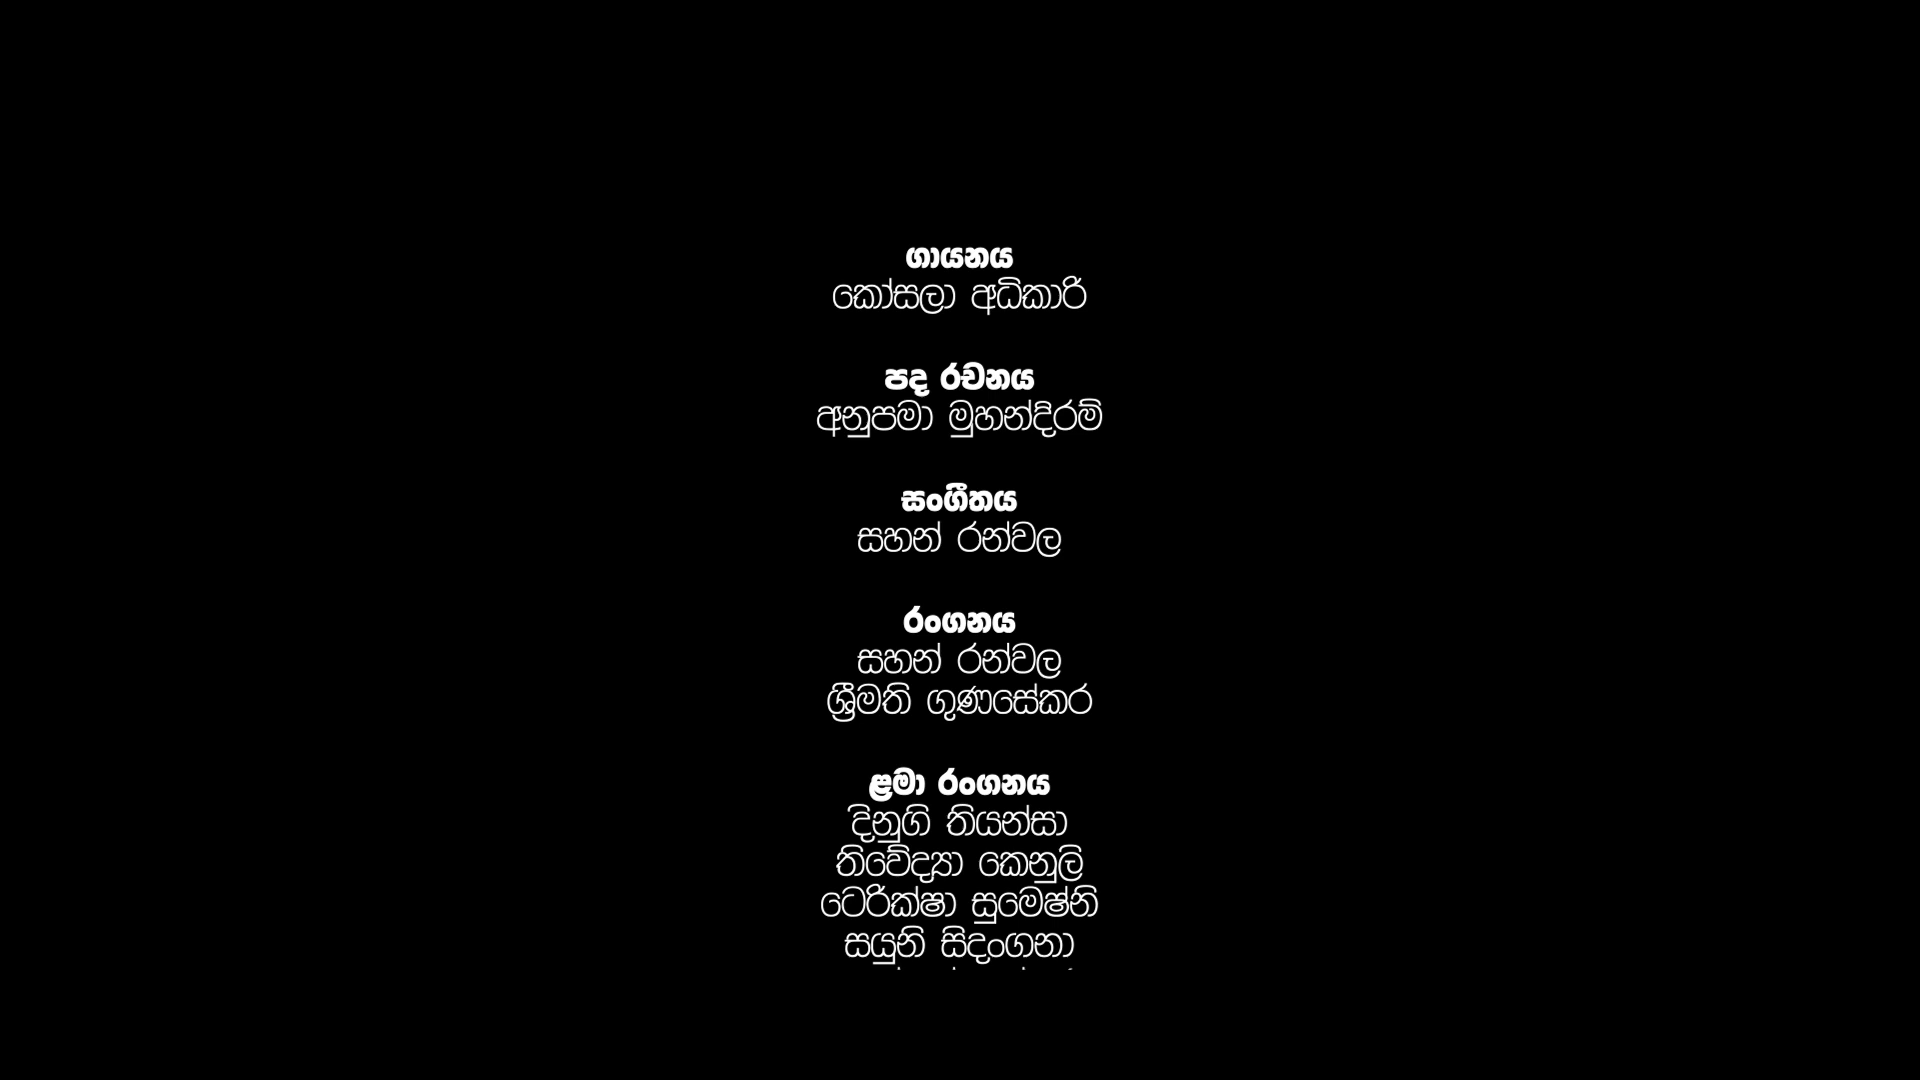 ගායනය
කෝසලා අධිකාරි
පද රචනය
අනුපමා මුහන්දිරම්
සංගීතය
සහන් රන්වල
රංගනය
සහන් රන්වල
ශ්‍රීමති ගුණසේකර
ළමා රංගනය
දිනුගි තියන්සා
තිවේද්‍යා කෙනුලි
ටෙරික්ෂා සුමෙෂ්නි
සයුනි සිදංගනා